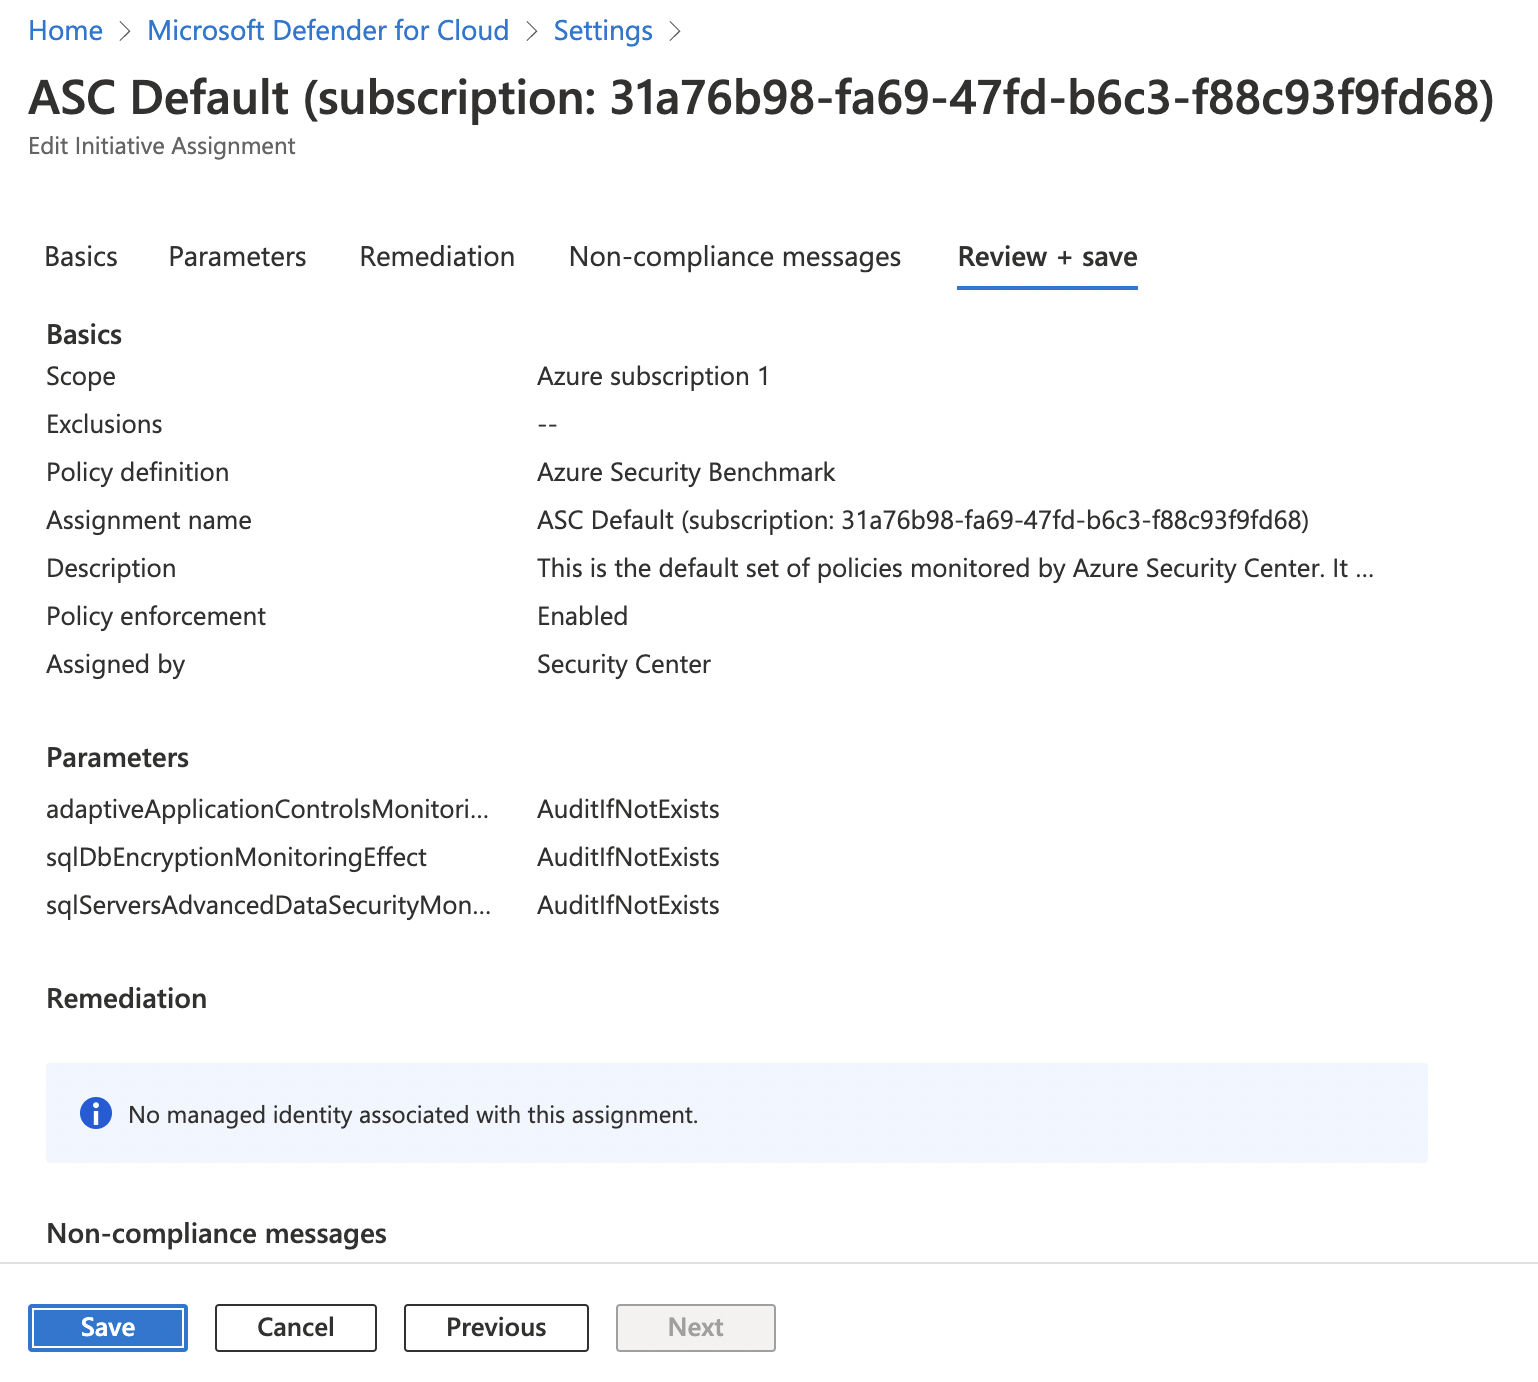 Home > Microsoft Defender for Cloud > Settings >
ASC Default (subscription: 31a76b98-fa69-47fd-b6c3-f88c93f9fd68)
Edit Initiative Assignment
Basics Parameters Remediation Non-compliance messages Review + save
Basics
Scope Azure subscription 1
Exclusions --
Policy definition Azure Security Benchmark
Assignment name ASC Default (subscription: 31a76b98-fa69-47fd-b6c3-f88c93f9fd68)
Description This is the default set of policies monitored by Azure Security Center. It ...
Policy enforcement Enabled
Assigned by Security Center
Parameters
adaptiveApplicationControlsMonitori... AuditIfNotExists
sqlDbEncryptionMonitoringEffect AuditIfNotExists
sqlServersAdvancedDataSecurityMon... AuditIfNotExists
Remediation
No managed identity associated with this assignment.
Non-compliance messages
Save Cancel Previous Next